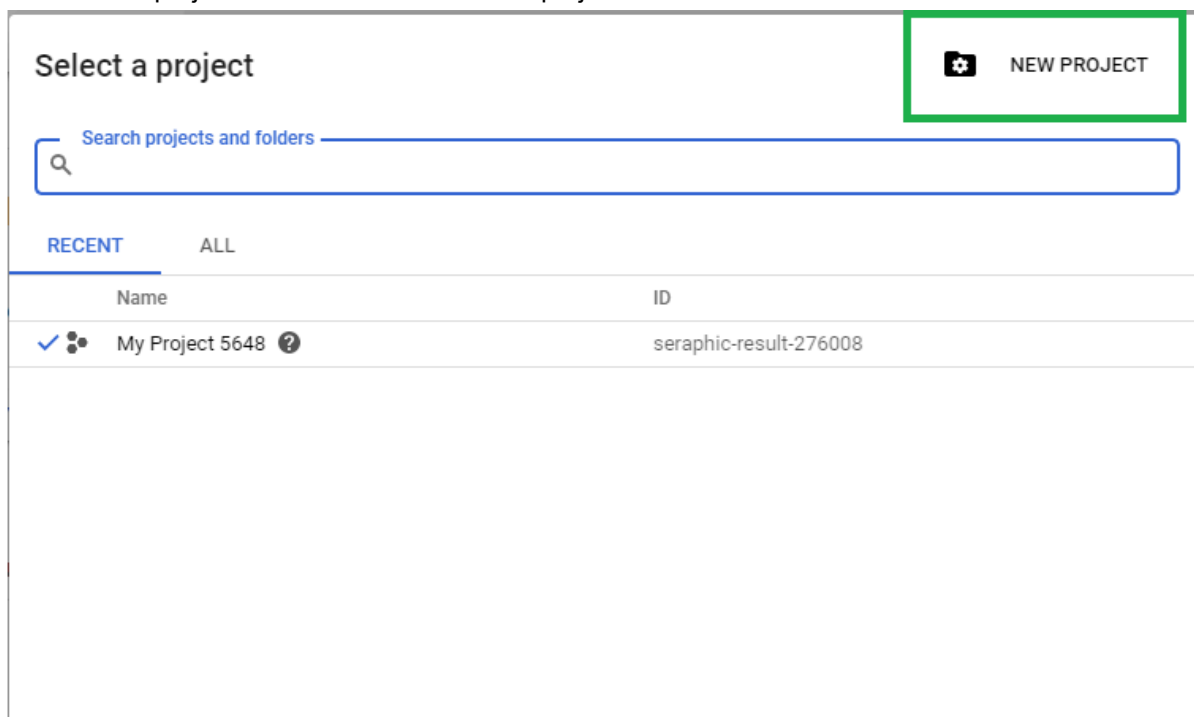 Select a project
NEW PROJECT
Search projects and folders
RECENT ALL
Name ID
My Project 5648 seraphic-result-276008